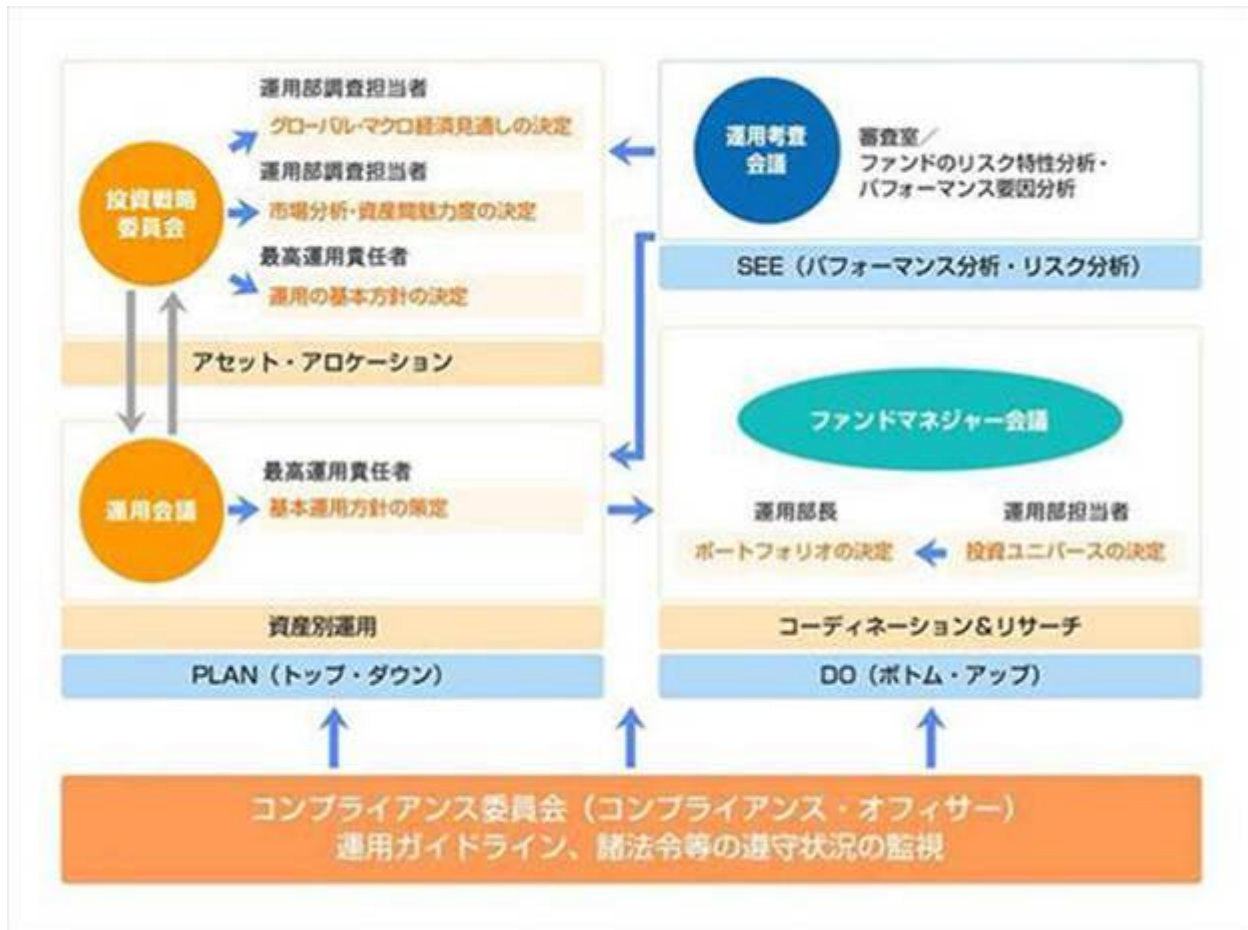 投資戦略
委員会
運用部調査担当者
グローバル・マクロ経済見通しの決定
運用部調査担当者
市場分析・資産間魅力度の決定
最高運用責任者
運用の基本方針の決定
アセット・アロケーション
運用会議
最高運用責任者
基本運用方針の策定
資産別運用
PLAN（トップ・ダウン）
運用考査
会議
審査室／
ファンドのリスク特性分析・
パフォーマンス要因分析
SEE（パフォーマンス分析・リスク分析）
ファンドマネジャー会議
運用部長
ポートフォリオの決定
運用部担当者
投資ユニバースの決定
コーディネーション&リサーチ
DO（ボトム・アップ）
コンプライアンス委員会（コンプライアンス・オフィサー）
運用ガイドライン、諸法令等の遵守状況の監視